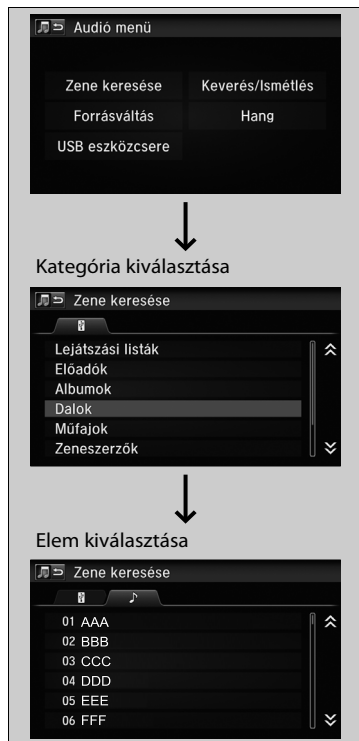 Audió menü
Zene keresése Keverés/Ismétlés
Forrásváltás Hang
USB eszközcsere
Kategória kiválasztása
Zene keresése
Lejátszási listák
Előadók
Albumok
Dalok
Műfajok
Zeneszerzők
Elem kiválasztása
Zene keresése
01 AAA
02 BBB
03 CCC
04 DDD
05 EEE
06 FFF